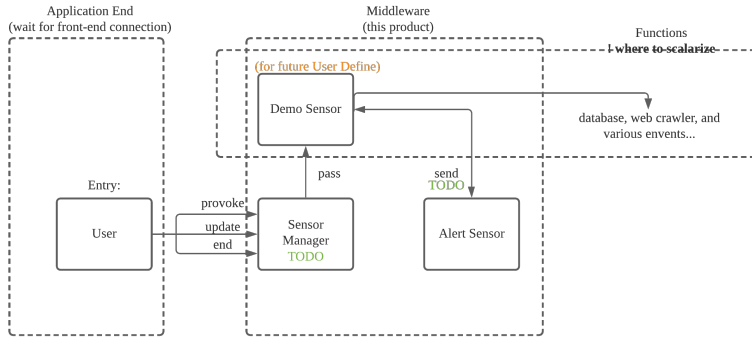 Application End
(wait for front-end connection)
Middleware
(this product)
Functions
! where to scalarize
(for future User Define)
Demo Sensor
database, web crawler, and
various envents...
pass
send
TODO
Entry:
User
provoke
update
end
Sensor
Manager
TODO
Alert Sensor